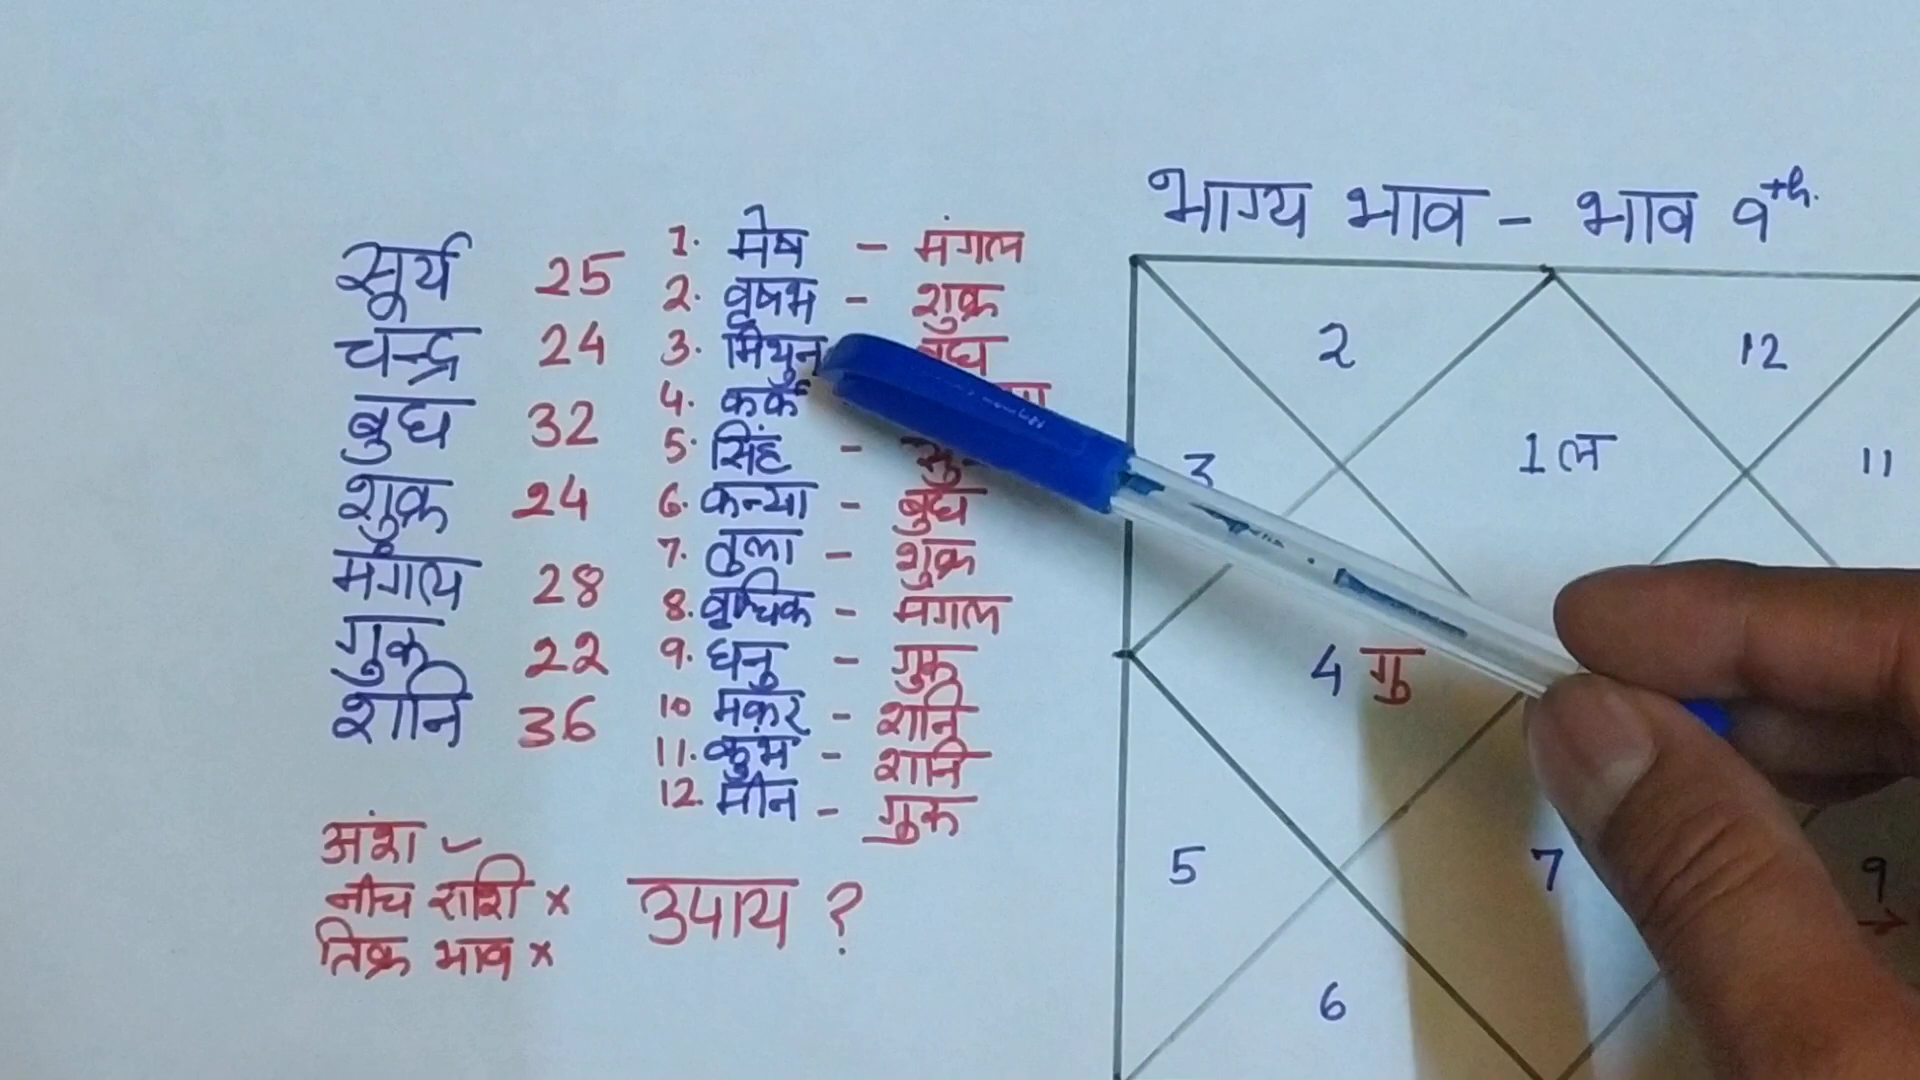 भाग्य भाव - भाव 9th.
सूर्य 25
चन्द्र 24
बुध 32
शुक्र 24
मंगल 28
गुरु 22
शनि 36
1. मेष - मंगल
2. वृषभ - शुक्र
3. मिथुन बुध
4. कर्क
5. सिंह -
6. कन्या - बुध
7. तुला - शुक्र
8. वृश्चिक - मंगल
9. धनु - गुरु
10 मकर - शनि
11. कुंभ - शनि
12. मीन - गुरु
अंश ✓
नीच राशि ×
त्रिक भाव ×
उपाय ?
2
12
3
1 ल
11
4 गु
5
7
9
→
6